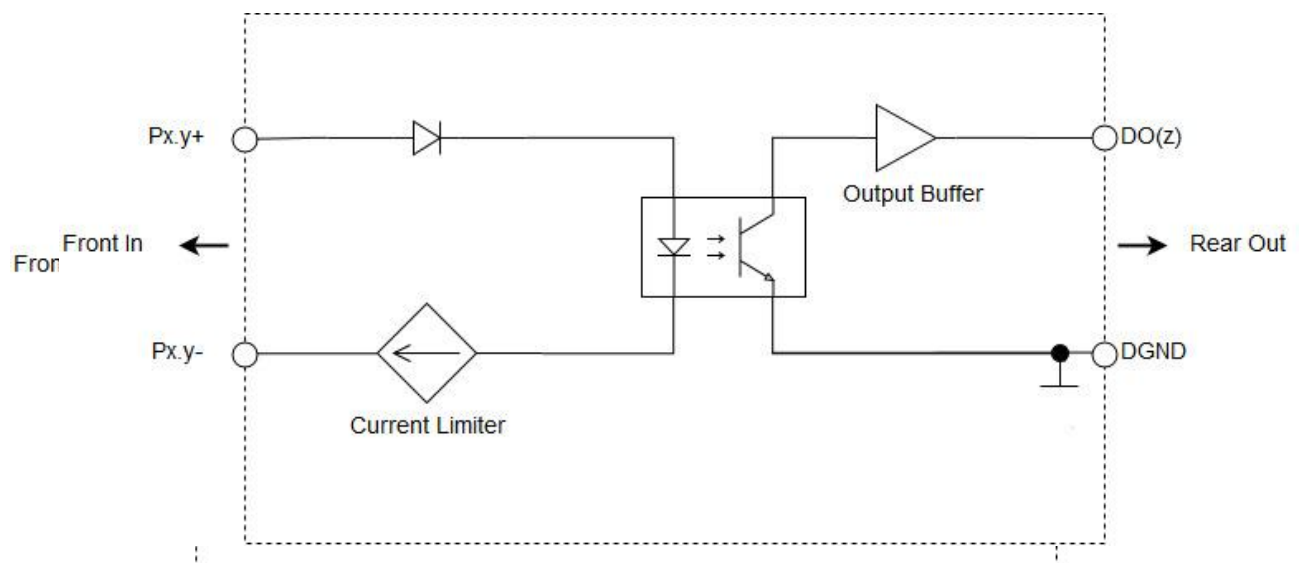 Px.y+
DO(z)
Output Buffer
Front In
Fron
Rear Out
Px.y-
DGND
Current Limiter